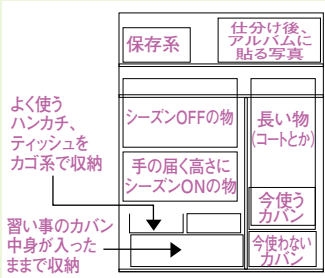 保存系
仕分け後、
アルバムに
貼る写真
よく使う
ハンカチ、
ティッシュを
カゴ系で収納
シーズンOFFの物
長い物
(コートとか)
手の届く高さに
シーズンONの物
今使う
カバン
習い事のカバン
中身が入った
ままで収納
今使わない
カバン